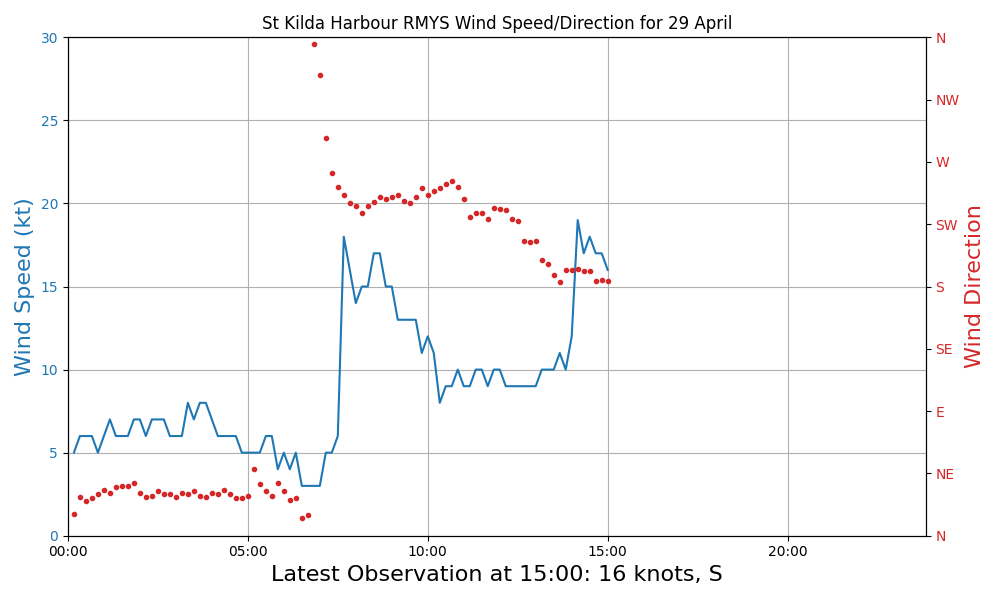 St Kilda Harbour RMYS Wind Speed/Direction for 29 April
30
25
20
15
10
5
0
Wind Speed (kt)
N
NW
W
SW
S
SE
E
NE
N
Wind Direction
00:00 05:00 10:00 15:00 20:00
Latest Observation at 15:00: 16 knots, S